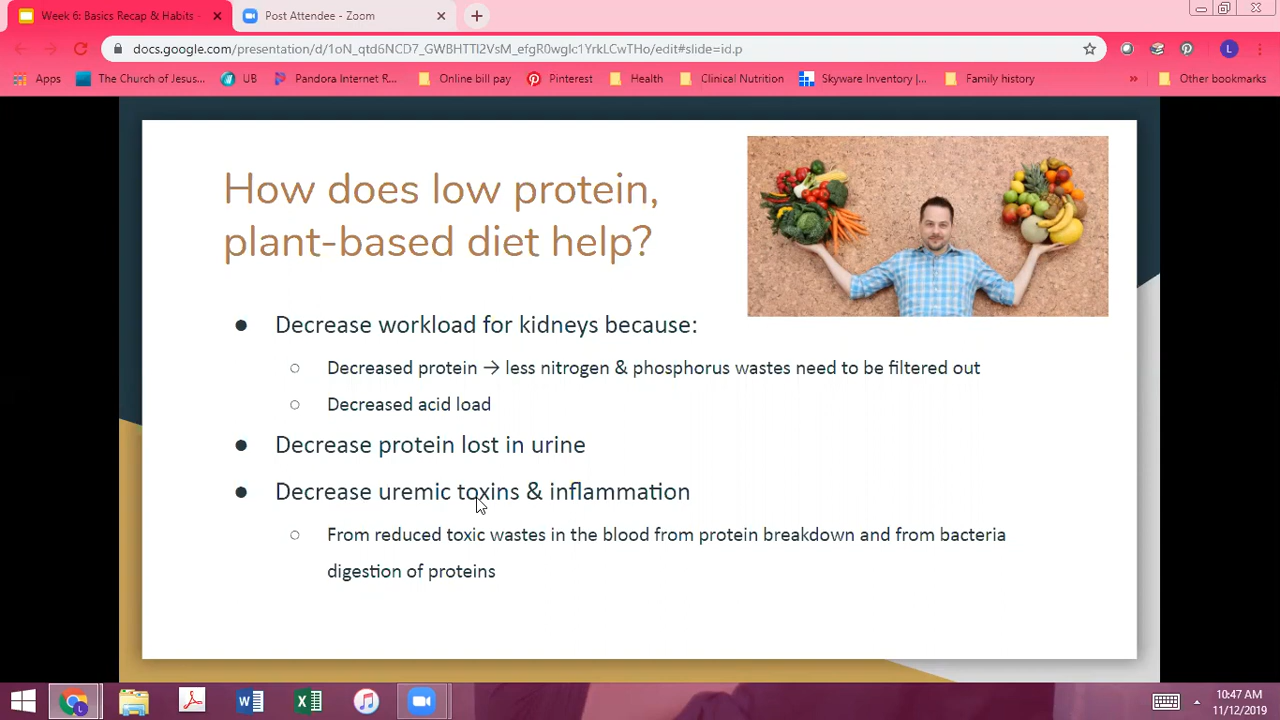 Week 6: Basics Recap & Habits -
Post Attendee - Zoom
docs.google.com/presentation/d/1oN_qtd6NCD7_GWBHTTl2VsM_efgR0wglc1YrkLCwTHo/edit#slide=id.p
L
Apps
The Church of Jesus...
UB
Pandora Internet R...
Online bill pay
Pinterest
Health
Clinical Nutrition
Skyware Inventory |...
Family history
»
Other bookmarks
How does low protein,
plant-based diet help?
● Decrease workload for kidneys because:
○ Decreased protein → less nitrogen & phosphorus wastes need to be filtered out
○ Decreased acid load
● Decrease protein lost in urine
● Decrease uremic toxins & inflammation
○ From reduced toxic wastes in the blood from protein breakdown and from bacteria
digestion of proteins
10:47 AM
11/12/2019